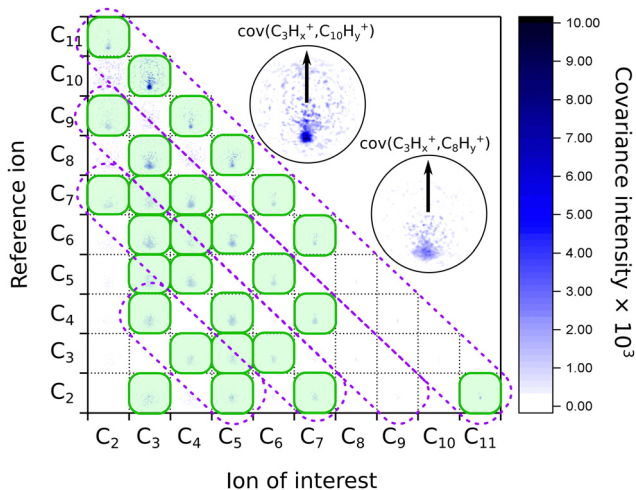 cov(C₃Hₓ⁺,C₁₀Hᵧ⁺)
cov(C₃Hₓ⁺,C₈Hᵧ⁺)
Reference ion
C₁₁
C₁₀
C₉
C₈
C₇
C₆
C₅
C₄
C₃
C₂
C₂ C₃ C₄ C₅ C₆ C₇ C₈ C₉ C₁₀ C₁₁
Ion of interest
10.00
9.00
8.00
7.00
6.00
5.00
4.00
3.00
2.00
1.00
0.00
Covariance intensity × 10³